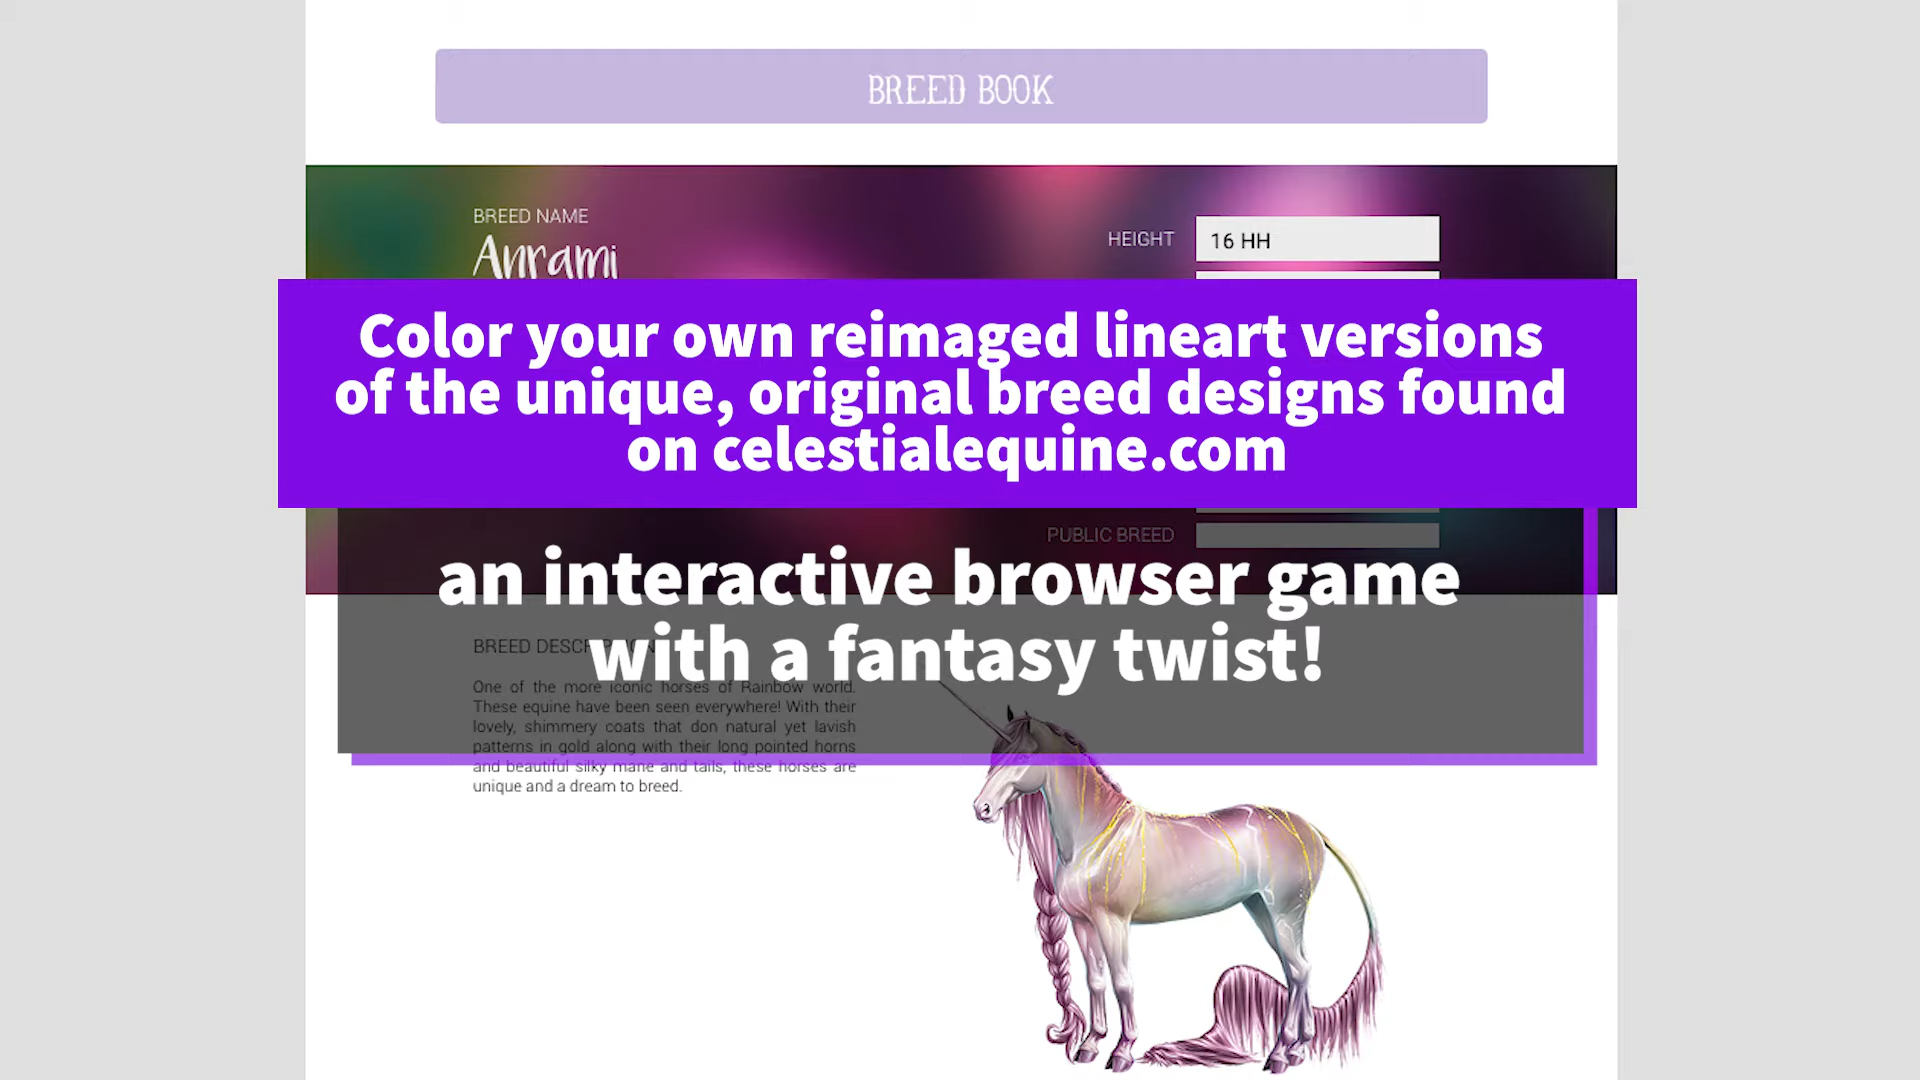 BREED BOOK
BREED NAME
Anrami
HEIGHT
16 HH
Color your own reimaged lineart versions
of the unique, original breed designs found
on celestialequine.com
PUBLIC BREED
an interactive browser game
with a fantasy twist!
BREED DESCRIPTION
One of the more iconic horses of Rainbow world.
These equine have been seen everywhere! With their
lovely, shimmery coats that don natural yet lavish
patterns in gold along with their long pointed horns
and beautiful silky mane and tails, these horses are
unique and a dream to breed.